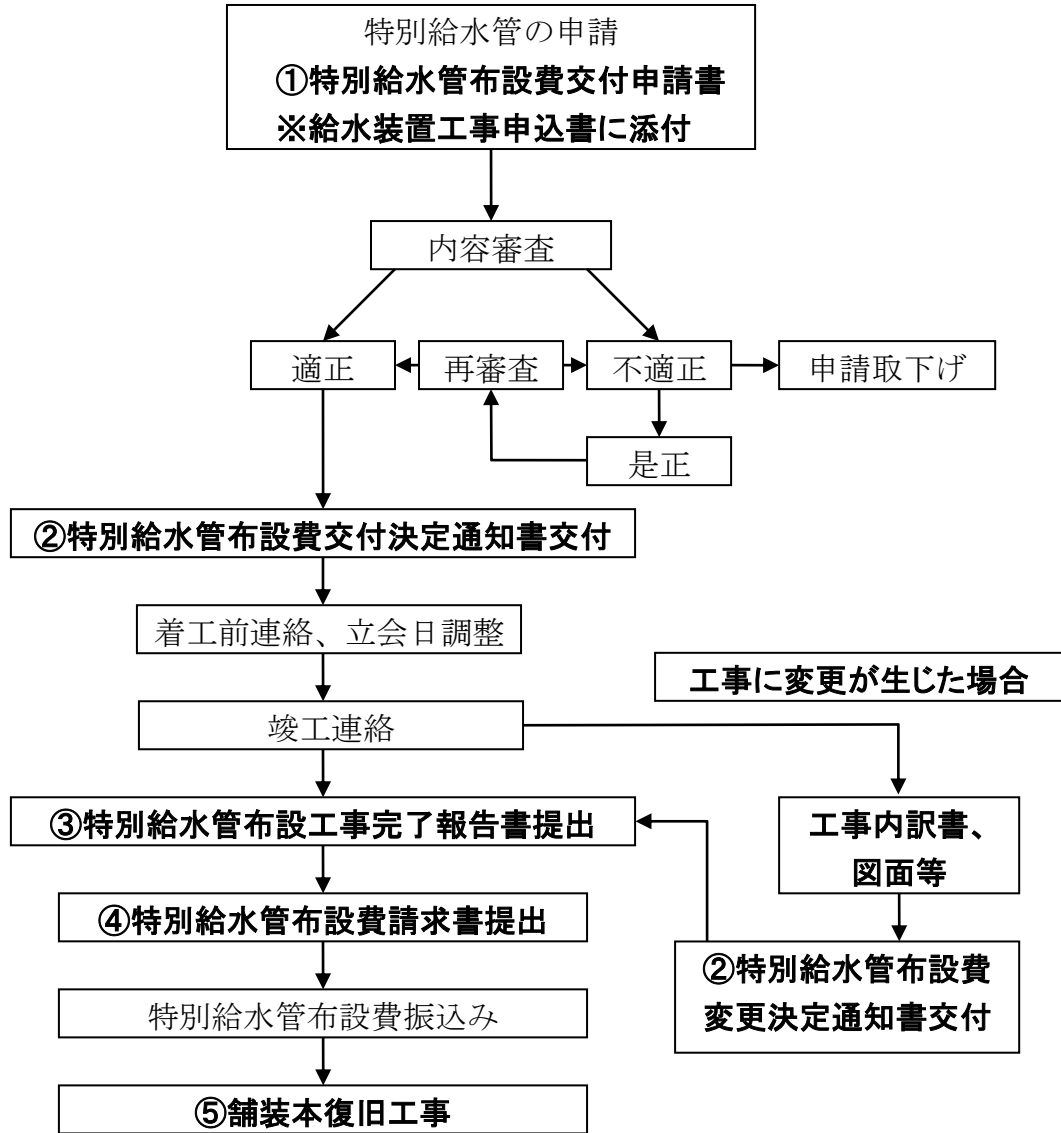 特別給水管の申請
①特別給水管布設費交付申請書
※給水装置工事申込書に添付
内容審査
適正
再審査
不適正
申請取下げ
是正
②特別給水管布設費交付決定通知書交付
着工前連絡、立会日調整
工事に変更が生じた場合
竣工連絡
③特別給水管布設工事完了報告書提出
工事内訳書、
図面等
④特別給水管布設費請求書提出
②特別給水管布設費
変更決定通知書交付
特別給水管布設費振込み
⑤舗装本復旧工事